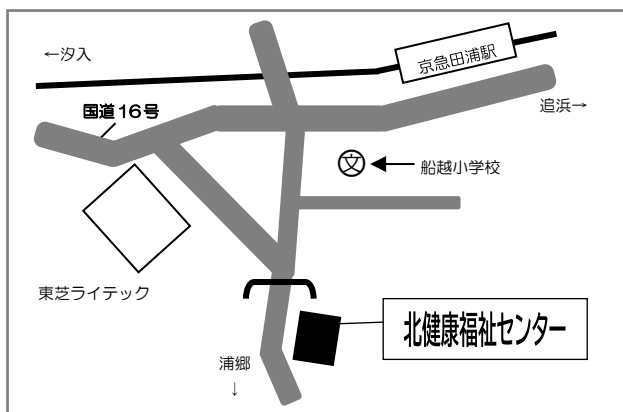 ←汐入
京急田浦駅
国道16号
追浜→
文
船越小学校
東芝ライテック
北健康福祉センター
浦郷
↓